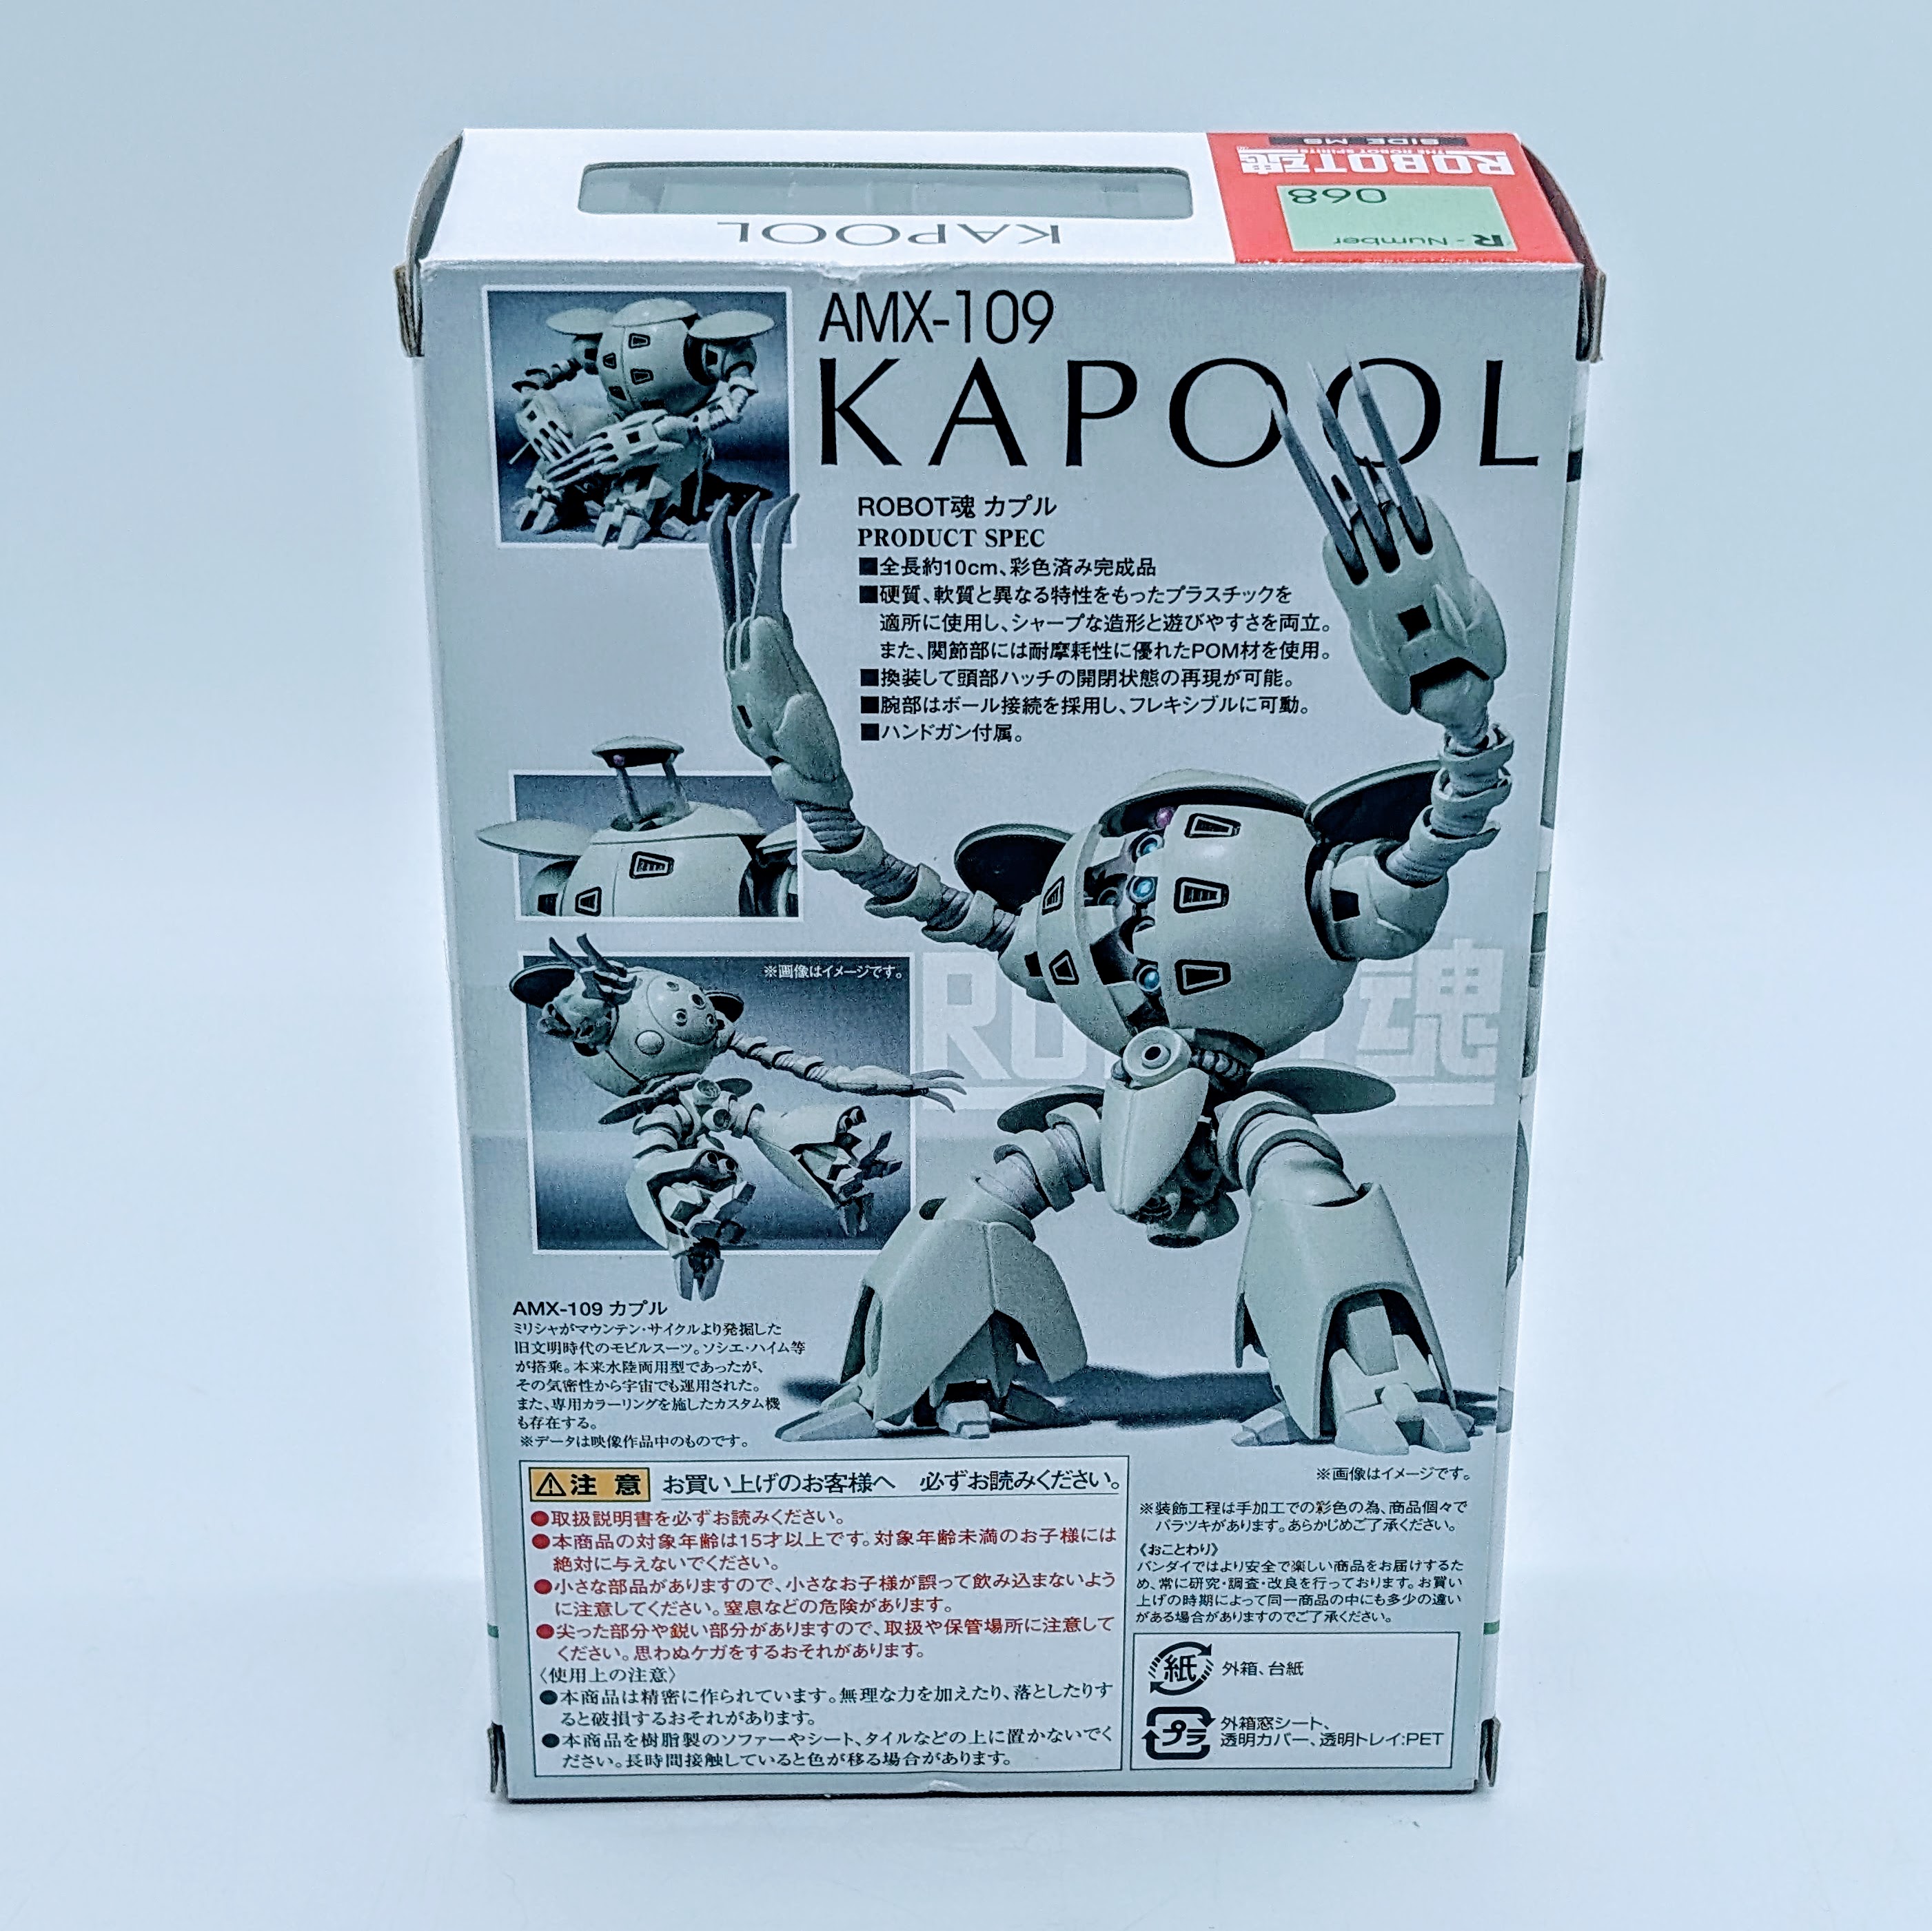 SIDE MS
THE ROBOT SPIRITS
ROBOT魂
068
R-Number
KAPOOL
AMX-109
KAPOOL
ROBOT魂 カプル
PRODUCT SPEC
■全長約10cm、彩色済み完成品
■硬質、軟質と異なる特性をもったプラスチックを
適所に使用し、シャープな造形と遊びやすさを両立。
また、関節部には耐摩耗性に優れたPOM材を使用。
■換装して頭部ハッチの開閉状態の再現が可能。
■腕部はボール接続を採用し、フレキシブルに可動。
■ハンドガン付属。
※画像はイメージです。
ROBOT魂
AMX-109 カプル
ミリシャがマウンテン・サイクルより発掘した
旧文明時代のモビルスーツ。ソシエ・ハイム等
が搭乗。本来水陸両用型であったが、
その気密性から宇宙でも運用された。
また、専用カラーリングを施したカスタム機
も存在する。
※データは映像作品中のものです。
※画像はイメージです。
⚠注 意 お買い上げのお客様へ 必ずお読みください。
●取扱説明書を必ずお読みください。
●本商品の対象年齢は15才以上です。対象年齢未満のお子様には
絶対に与えないでください。
●小さな部品がありますので、小さなお子様が誤って飲み込まないよう
に注意してください。窒息などの危険があります。
●尖った部分や鋭い部分がありますので、取扱や保管場所に注意して
ください。思わぬケガをするおそれがあります。
〈使用上の注意〉
●本商品は精密に作られています。無理な力を加えたり、落としたりす
ると破損するおそれがあります。
●本商品を樹脂製のソファーやシート、タイルなどの上に置かないでく
ださい。長時間接触していると色が移る場合があります。
※装飾工程は手加工での彩色の為、商品個々で
バラツキがあります。あらかじめご了承ください。
《おことわり》
バンダイではより安全で楽しい商品をお届けするた
め、常に研究・調査・改良を行っております。お買い
上げの時期によって同一商品の中にも多少の違い
がある場合がありますのでご了承ください。
紙 外箱、台紙
プラ 外箱窓シート、
透明カバー、透明トレイ:PET